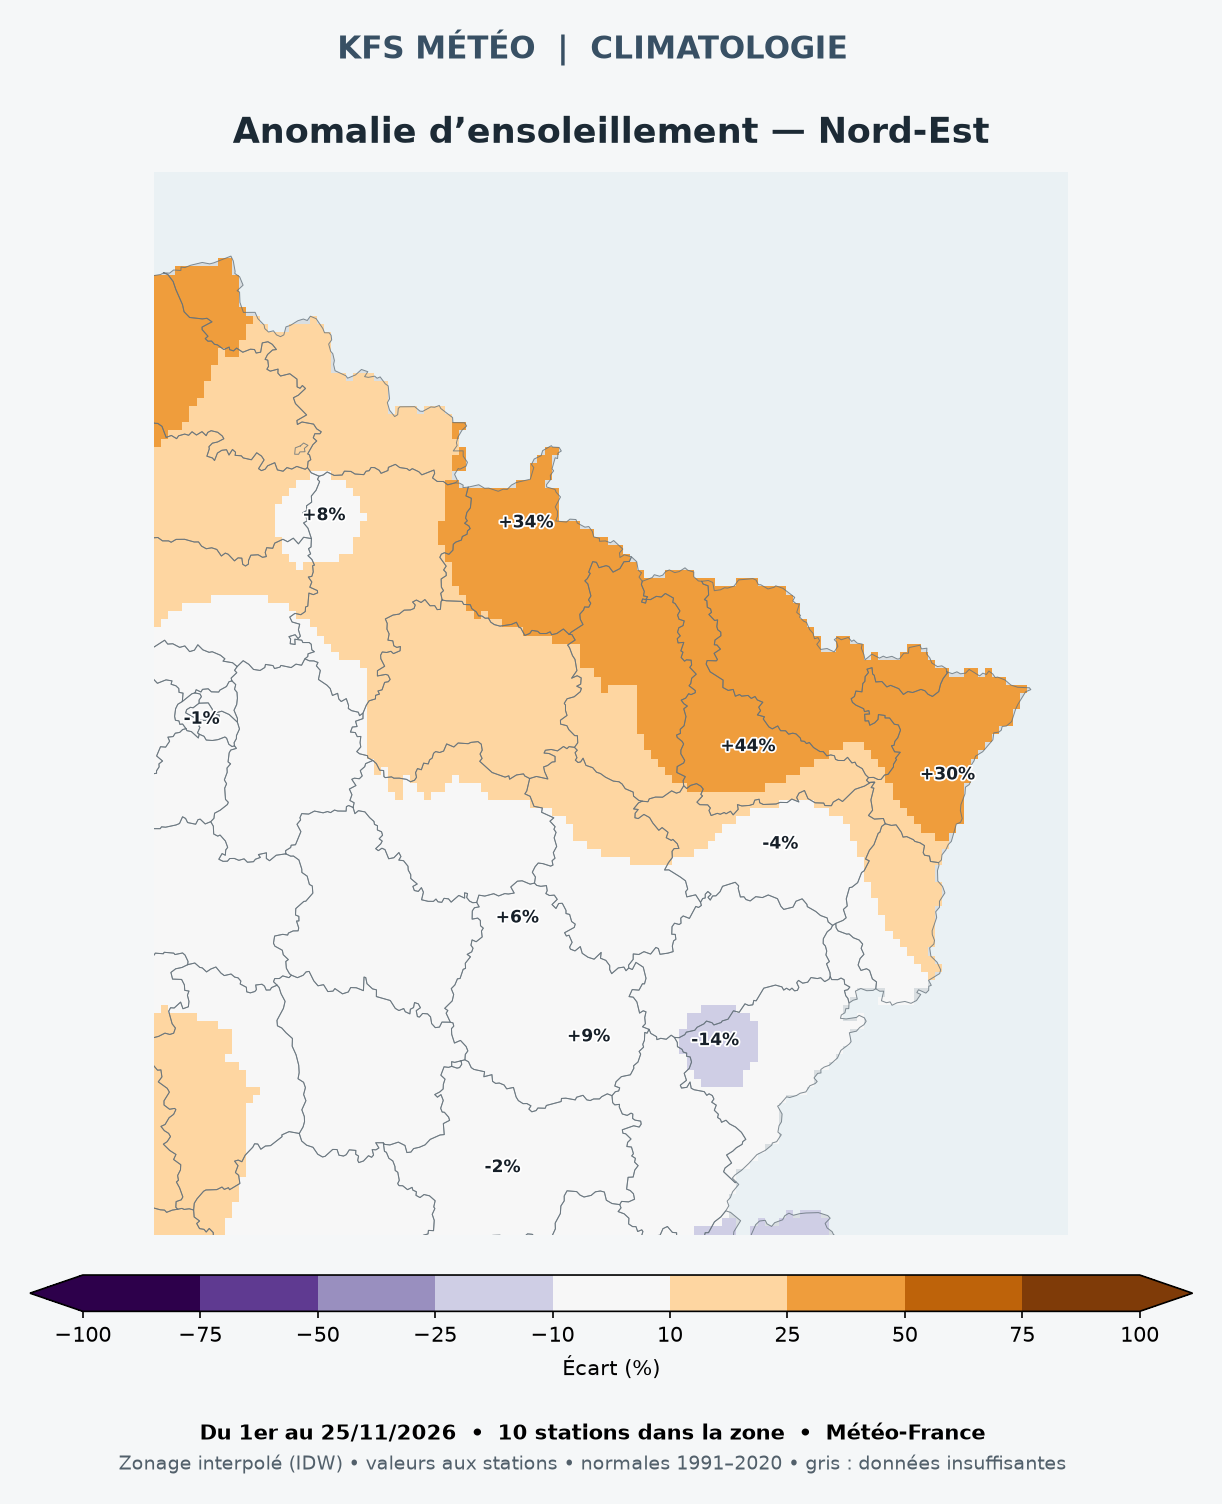 KFS MÉTÉO | CLIMATOLOGIE
Anomalie d’ensoleillement — Nord-Est
+8%
+34%
-1%
+44%
+30%
-4%
+6%
+9%
-14%
-2%
−100 −75 −50 −25 −10 10 25 50 75 100
Écart (%)
Du 1er au 25/11/2026 • 10 stations dans la zone • Météo-France
Zonage interpolé (IDW) • valeurs aux stations • normales 1991–2020 • gris : données insuffisantes